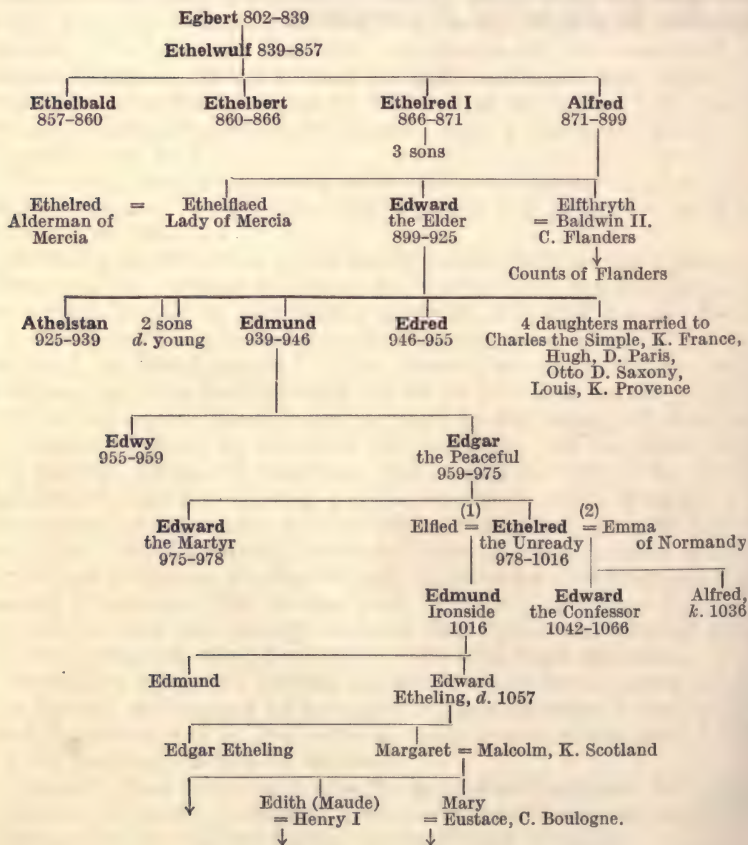 Egbert 802–839
Ethelwulf 839–857
Ethelbald Ethelbert Ethelred I Alfred
857–860 860–866 866–871 871–899
3 sons
Ethelred = Ethelflaed Edward Elfthryth
Alderman of Lady of Mercia the Elder = Baldwin II.
Mercia 899–925 C. Flanders
Counts of Flanders
Athelstan 2 sons Edmund Edred 4 daughters married to
925–939 d. young 939–946 946–955 Charles the Simple, K. France,
Hugh, D. Paris,
Otto D. Saxony,
Louis, K. Provence
Edwy Edgar
955–959 the Peaceful
959–975
(1) (2)
Edward Elfled = Ethelred = Emma
the Martyr the Unready of Normandy
975–978 978–1016
Edmund Edward Alfred,
Ironside the Confessor k. 1036
1016 1042–1066
Edmund Edward
Etheling, d. 1057
Edgar Etheling Margaret = Malcolm, K. Scotland
Edith (Maude) Mary
= Henry I = Eustace, C. Boulogne.